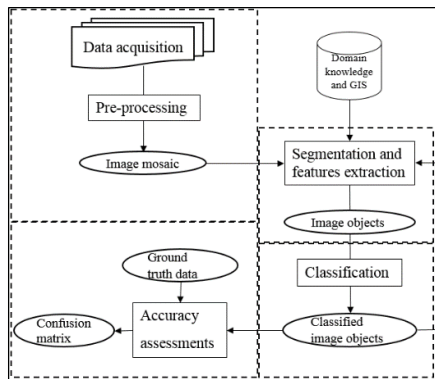 Data acquisition
Pre-processing
Image mosaic
Domain
knowledge
and GIS
Segmentation and
features extraction
Image objects
Classification
Classified
image objects
Ground
truth data
Accuracy
assessments
Confusion
matrix